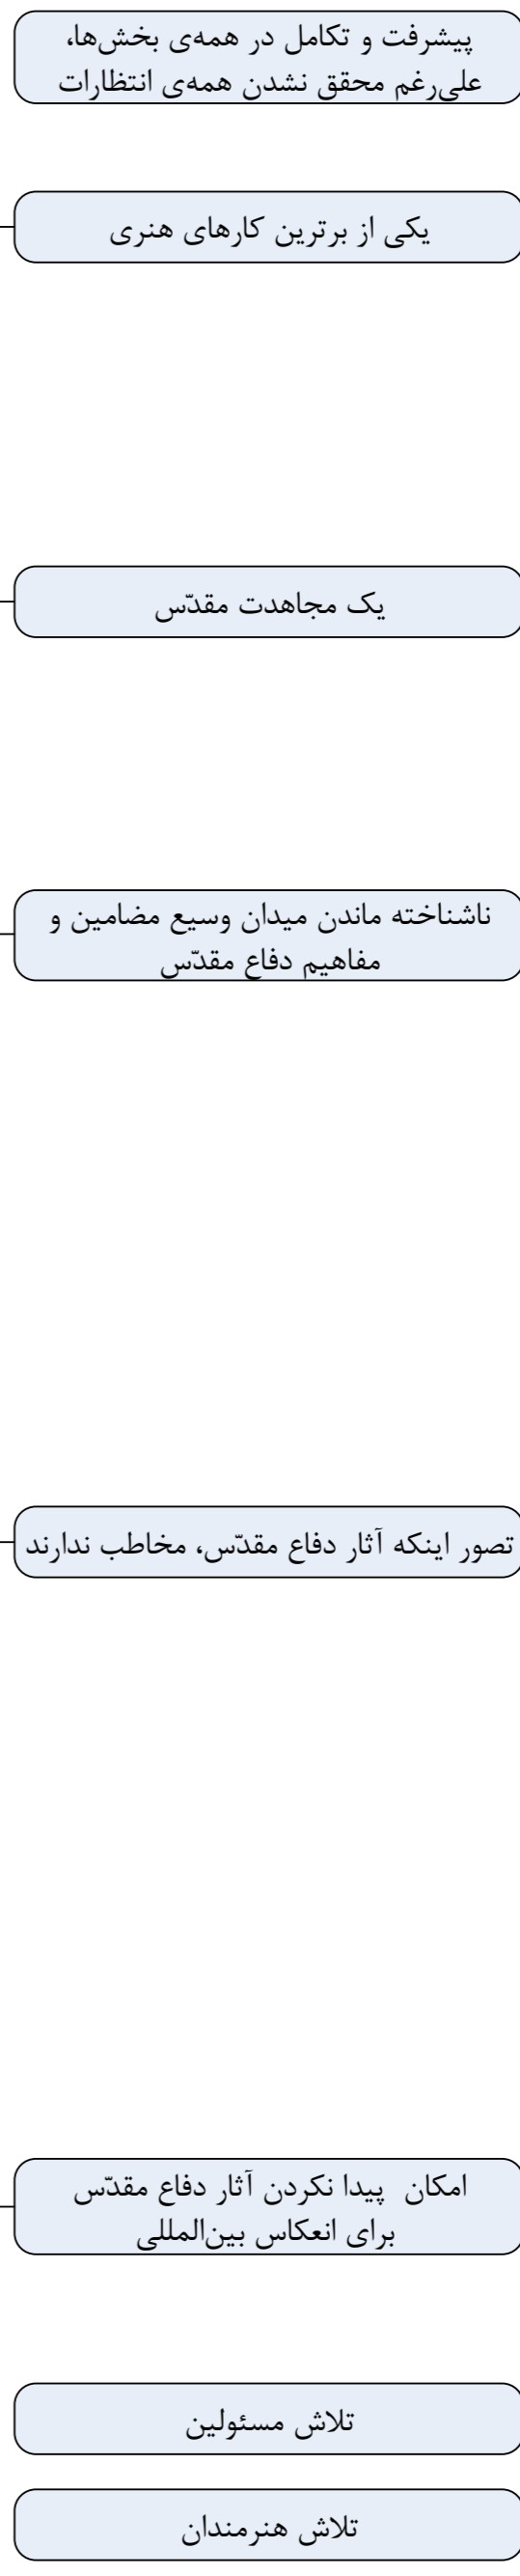 پیشرفت و تکامل در همه‌ی بخش‌ها،
علی‌رغم محقق نشدن همه‌ی انتظارات
یکی از برترین کارهای هنری
یک مجاهدت مقدّس
ناشناخته ماندن میدان وسیع مضامین و
مفاهیم دفاع مقدّس
تصور اینکه آثار دفاع مقدّس، مخاطب ندارند
امکان پیدا نکردن آثار دفاع مقدّس
برای انعکاس بین‌المللی
تلاش مسئولین
تلاش هنرمندان